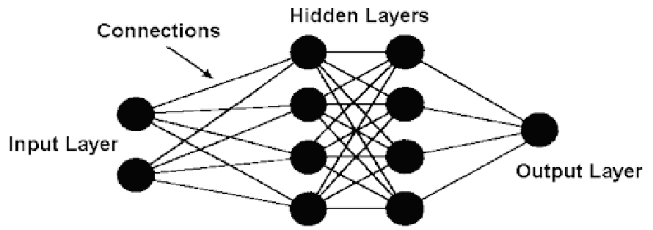 Hidden Layers
Connections
Input Layer
Output Layer